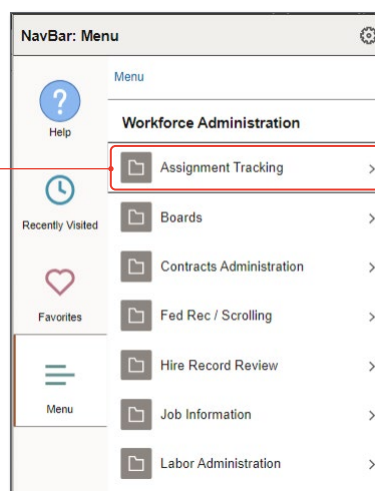 NavBar: Menu
Menu
Workforce Administration
Help
Assignment Tracking
Recently Visited
Boards
Contracts Administration
Favorites
Fed Rec / Scrolling
Hire Record Review
Menu
Job Information
Labor Administration